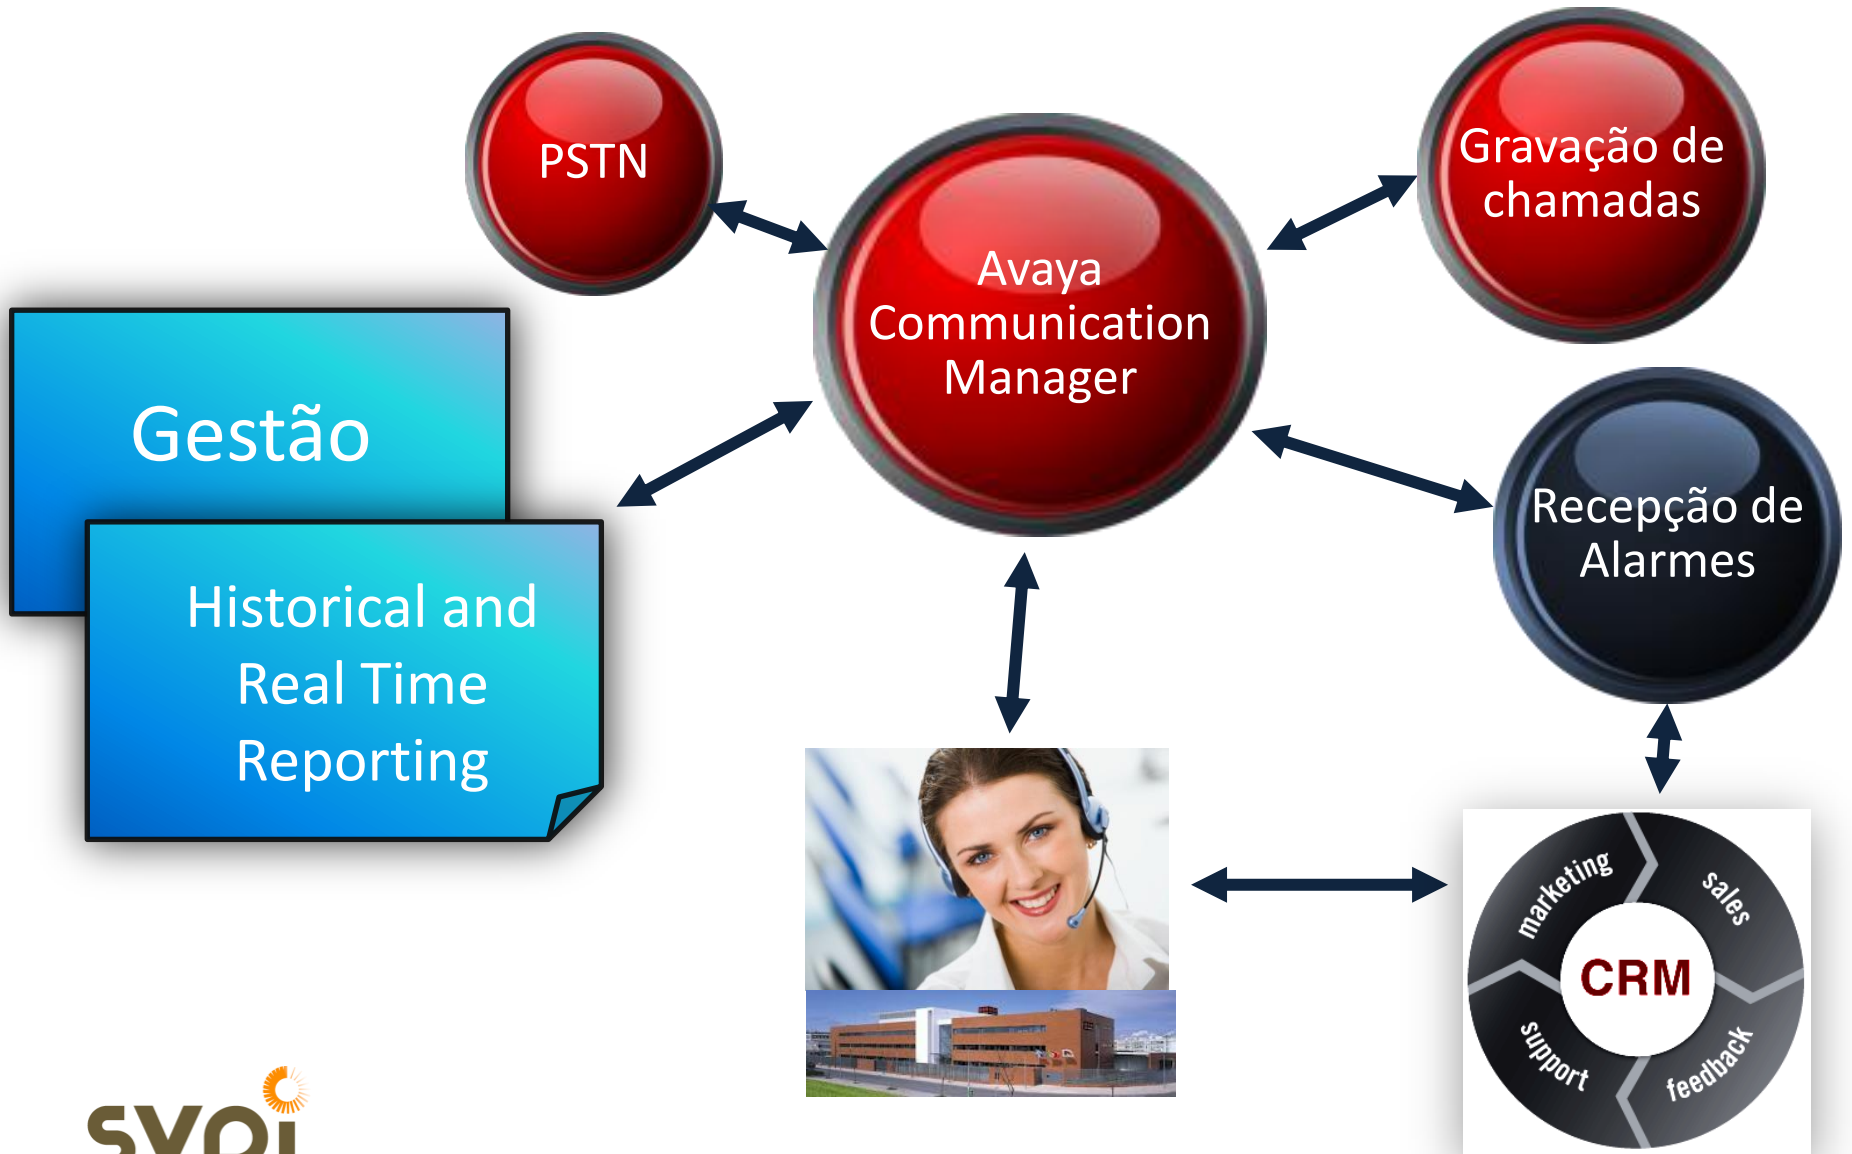 PSTN
Gravação de
chamadas
Avaya
Communication
Manager
Gestão
Historical and
Real Time
Reporting
Recepção de
Alarmes
marketing
sales
CRM
support
feedback